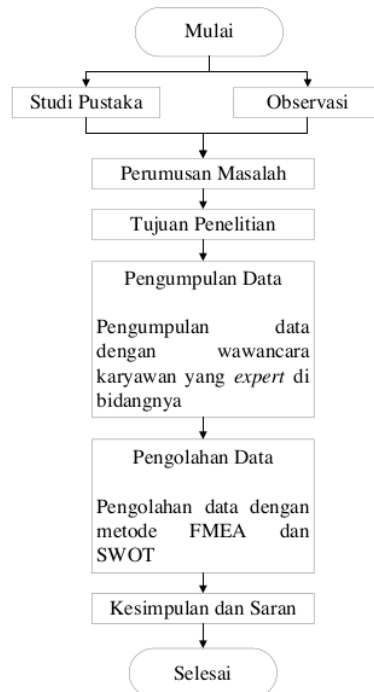 Mulai
Studi Pustaka
Observasi
Perumusan Masalah
Tujuan Penelitian
Pengumpulan Data
Pengumpulan data
dengan wawancara
karyawan yang expert di
bidangnya
Pengolahan Data
Pengolahan data dengan
metode FMEA dan
SWOT
Kesimpulan dan Saran
Selesai